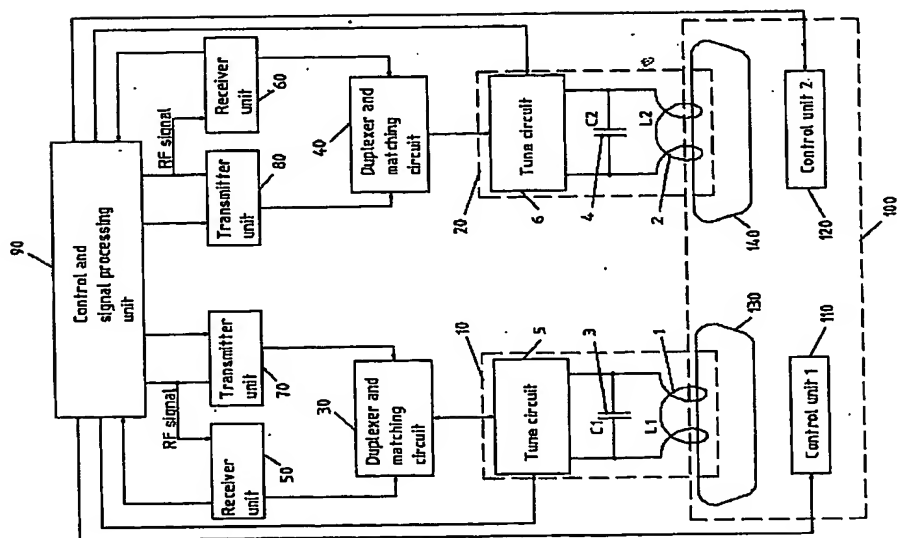 90
Control and
signal processing
unit
RF signal
Receiver
unit
60
Transmitter
unit
80
40
Duplexer and
matching
circuit
20
Tune circuit
6
C2
4
L2
2
140
Control unit 2
120
100
RF signal
Transmitter
unit
70
Receiver
unit
50
30
Duplexer and
matching
circuit
10
5
Tune circuit
C1
3
L1
1
130
110
Control unit 1